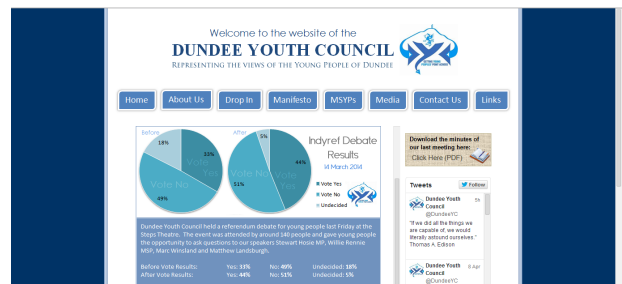 Welcome to the website of the
DUNDEE YOUTH COUNCIL
REPRESENTING THE VIEWS OF THE YOUNG PEOPLE OF DUNDEE
Home About Us Drop In Manifesto MSYPs Media Contact Us Links
Before
18%
33%
Vote Yes
Vote No
49%
After
5%
44%
Vote No
Vote Yes
51%
Indyref Debate
Results
14 March 2014
Vote Yes
Vote No
Undecided
Dundee Youth Council held a referendum debate for young people last Friday at the
Steps Theatre. The event was attended by around 140 people and gave young people
the opportunity to ask questions to our speakers Stewart Hosie MP, Willie Rennie
MSP, Marc Winsland and Matthew Landsburgh.
Before Vote Results: Yes: 33% No: 49% Undecided: 18%
After Vote Results: Yes: 44% No: 51% Undecided: 5%
Download the minutes of
our last meeting here:
Click Here (PDF)
Tweets Follow
Dundee Youth 5h
Council
@DundeeYC
"If we did all the things we
are capable of, we would
literally astound ourselves."
Thomas A. Edison
Dundee Youth 8 Apr
Council
@DundeeYC